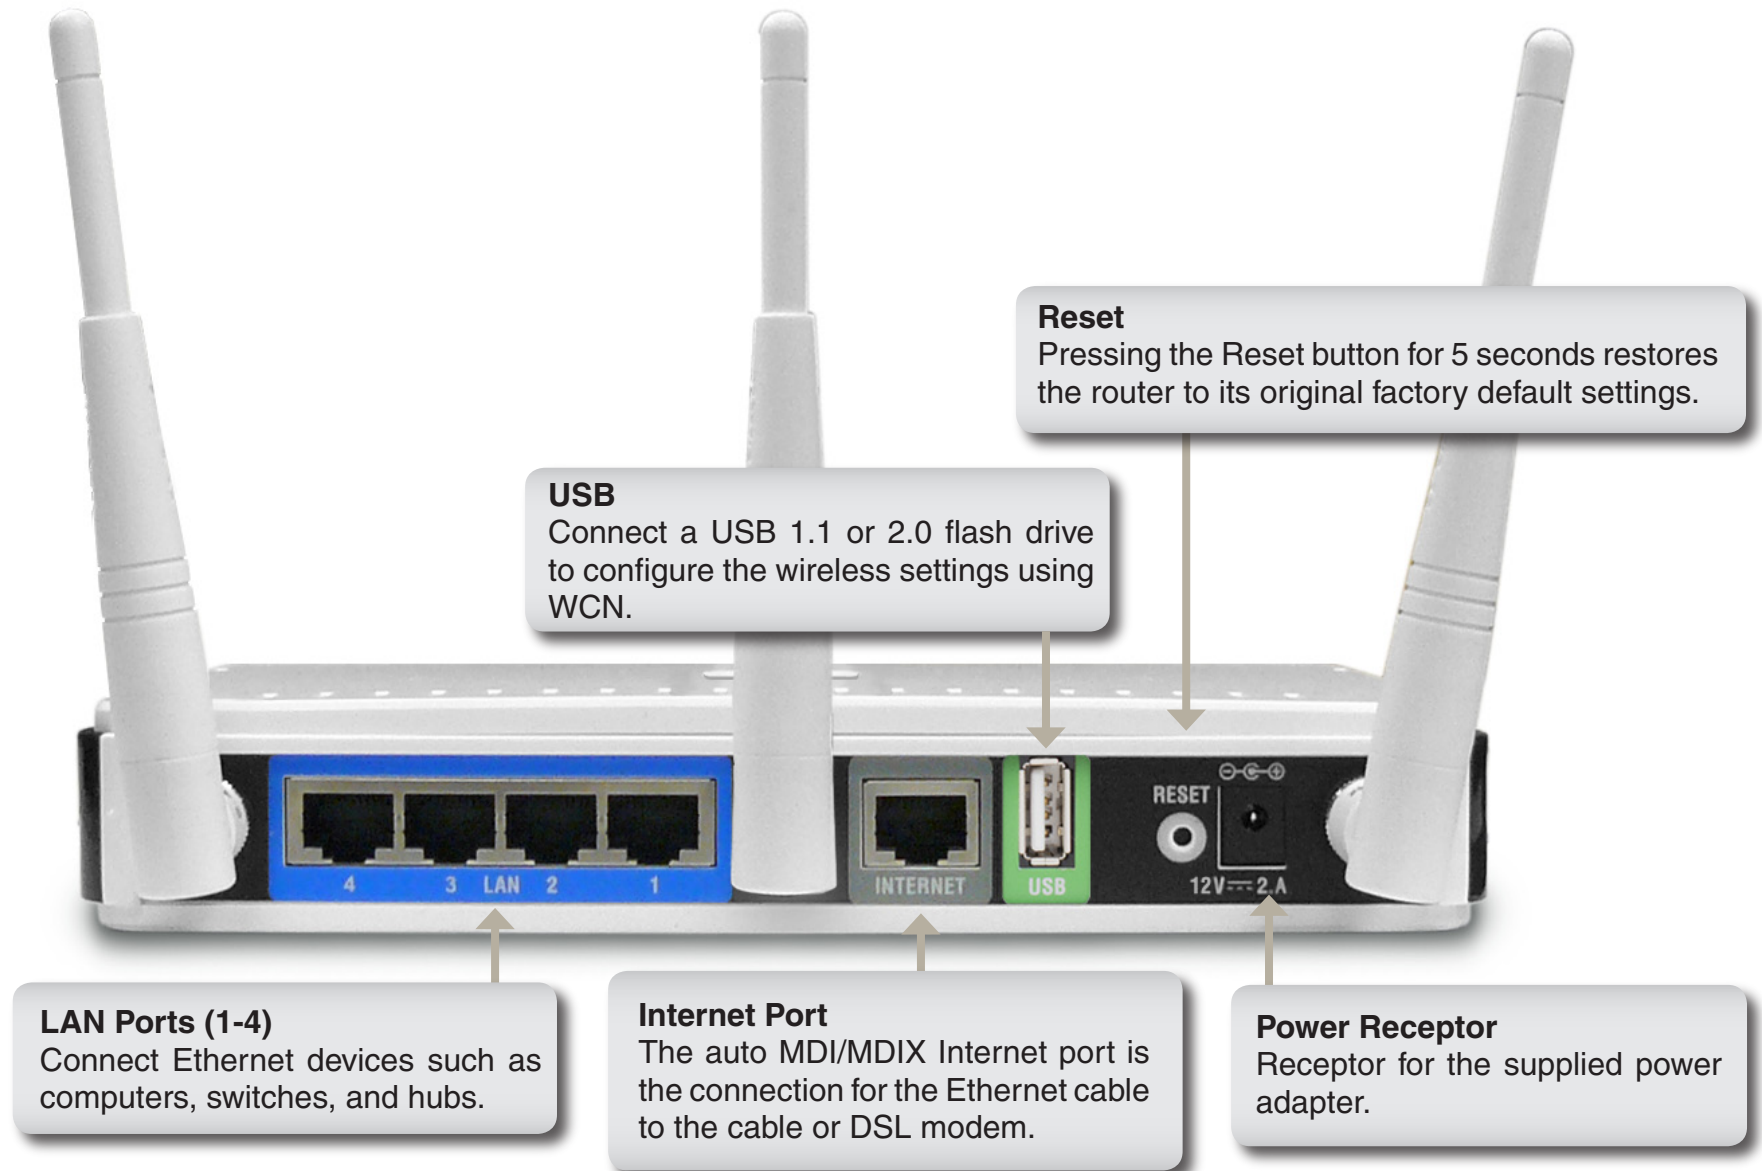 Reset
Pressing the Reset button for 5 seconds restores
the router to its original factory default settings.
USB
Connect a USB 1.1 or 2.0 flash drive
to configure the wireless settings using
WCN.
RESET
4 3 LAN 2 1
INTERNET
USB
12V⎓2.A
LAN Ports (1-4)
Connect Ethernet devices such as
computers, switches, and hubs.
Internet Port
The auto MDI/MDIX Internet port is
the connection for the Ethernet cable
to the cable or DSL modem.
Power Receptor
Receptor for the supplied power
adapter.